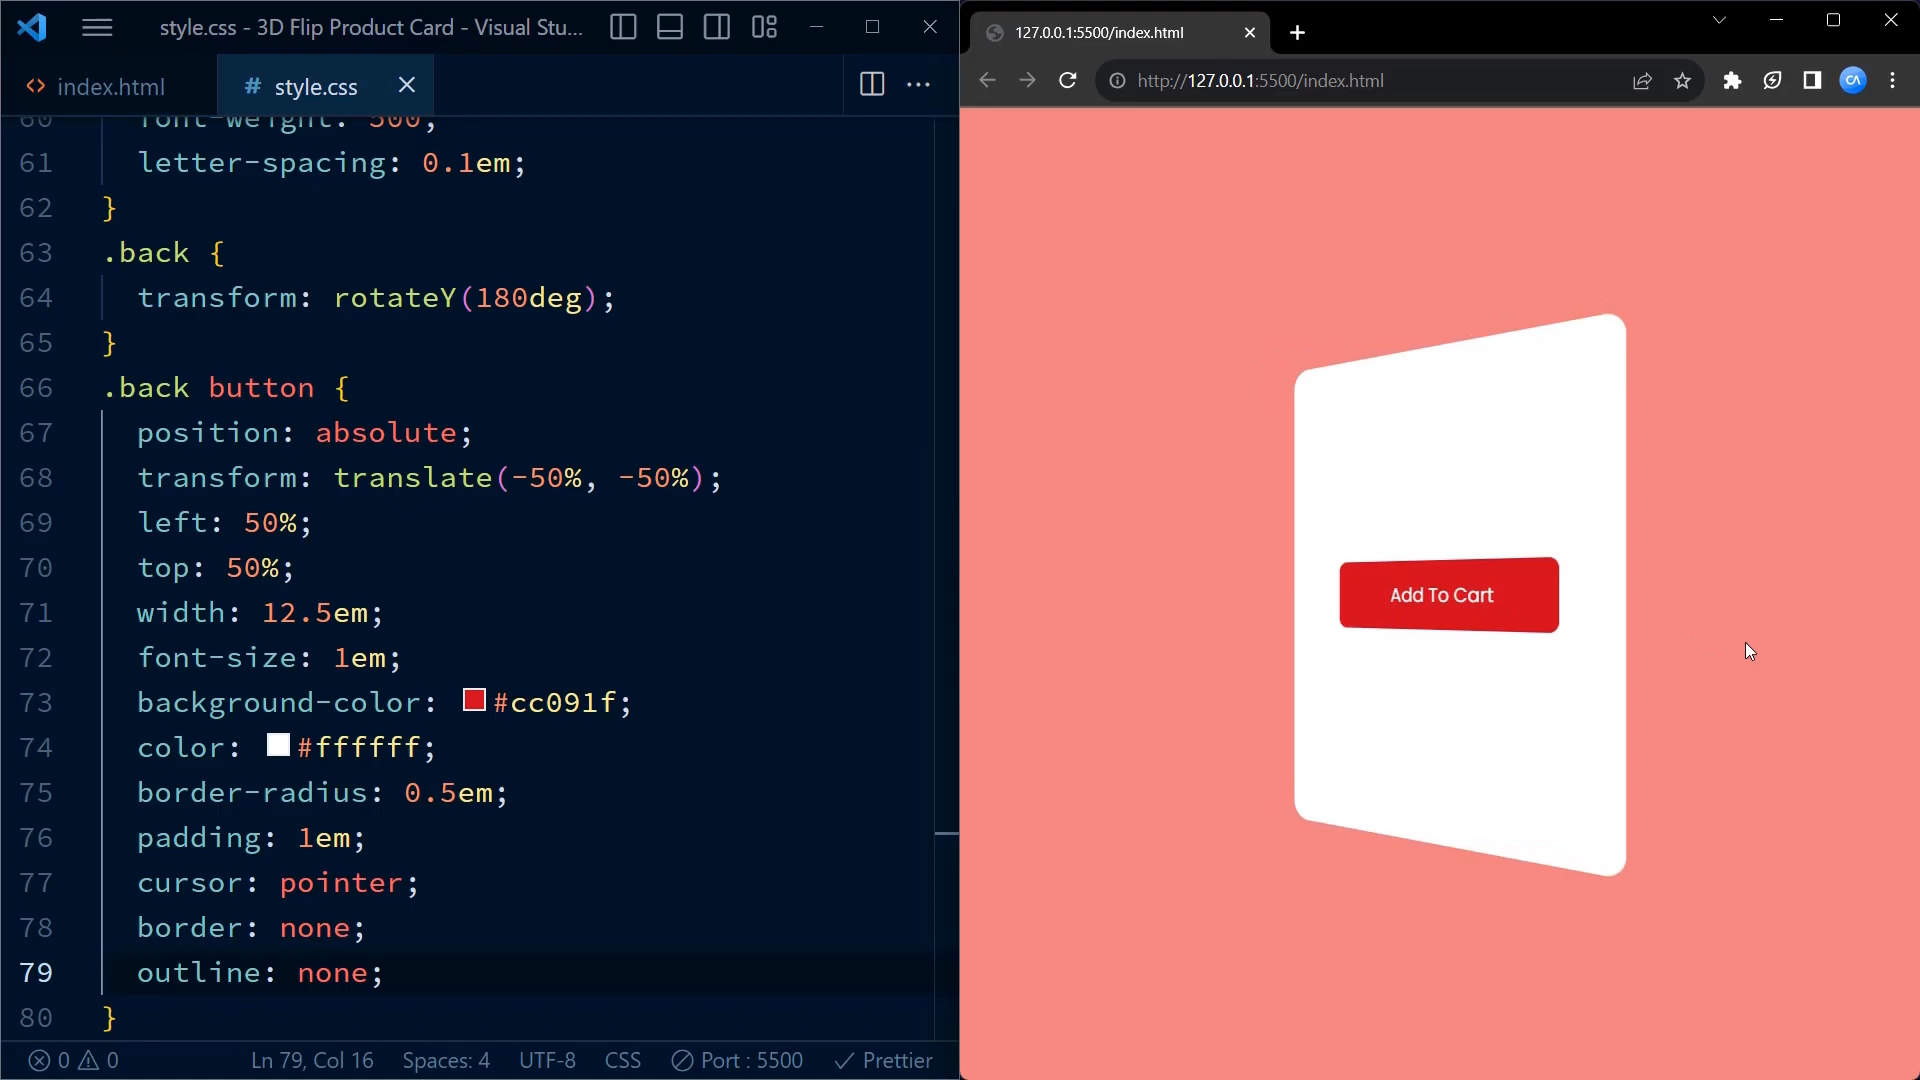 style.css - 3D Flip Product Card - Visual Stu...
index.html
# style.css
60 font-weight: 500;
61 letter-spacing: 0.1em;
62 }
63 .back {
64 transform: rotateY(180deg);
65 }
66 .back button {
67 position: absolute;
68 transform: translate(-50%, -50%);
69 left: 50%;
70 top: 50%;
71 width: 12.5em;
72 font-size: 1em;
73 background-color: #cc091f;
74 color: #ffffff;
75 border-radius: 0.5em;
76 padding: 1em;
77 cursor: pointer;
78 border: none;
79 outline: none;
80 }
0 0 Ln 79, Col 16 Spaces: 4 UTF-8 CSS Port : 5500 Prettier
127.0.0.1:5500/index.html
http://127.0.0.1:5500/index.html
CA
Add To Cart